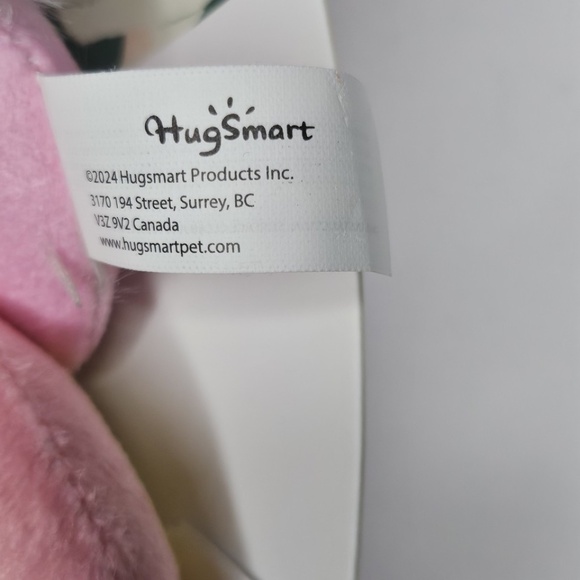 HugSmart
©2024 Hugsmart Products Inc.
3170 194 Street, Surrey, BC
V3Z 9V2 Canada
www.hugsmartpet.com